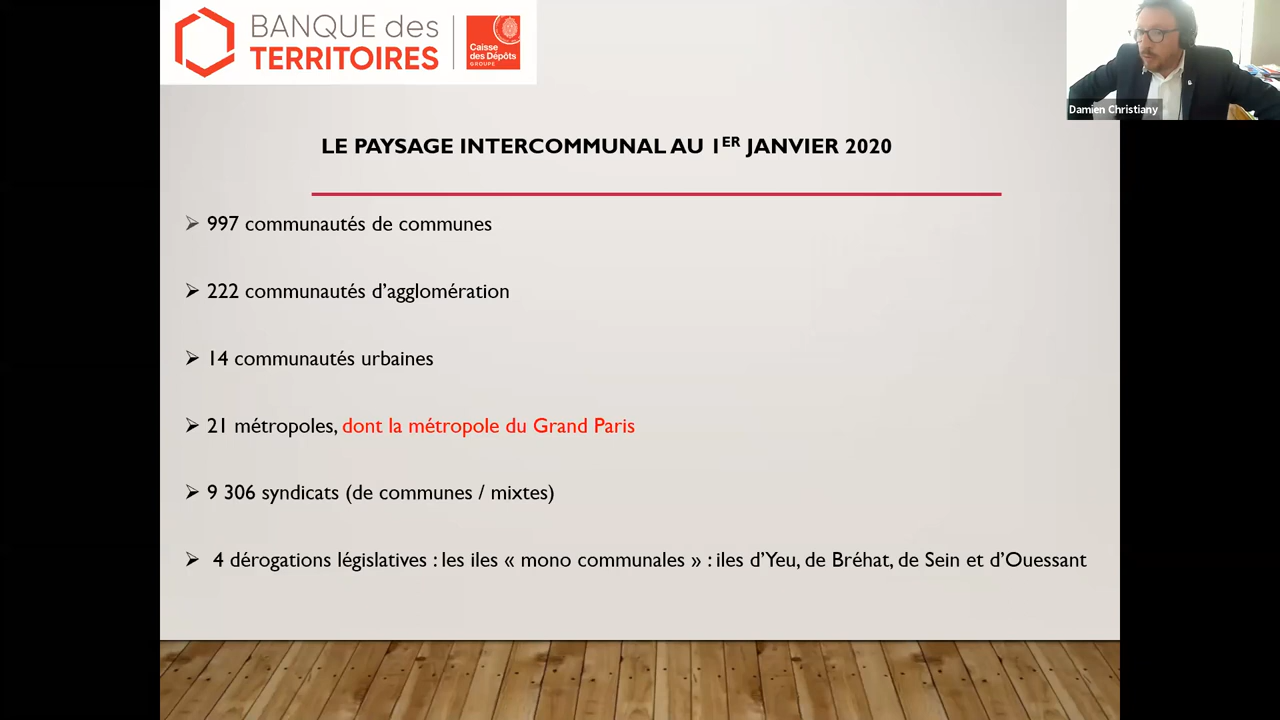 BANQUE des
TERRITOIRES
Caisse
des Dépôts
GROUPE
Damien Christiany
LE PAYSAGE INTERCOMMUNAL AU 1ER JANVIER 2020
➢ 997 communautés de communes
➢ 222 communautés d’agglomération
➢ 14 communautés urbaines
➢ 21 métropoles, dont la métropole du Grand Paris
➢ 9 306 syndicats (de communes / mixtes)
➢ 4 dérogations législatives : les iles « mono communales » : iles d’Yeu, de Bréhat, de Sein et d’Ouessant